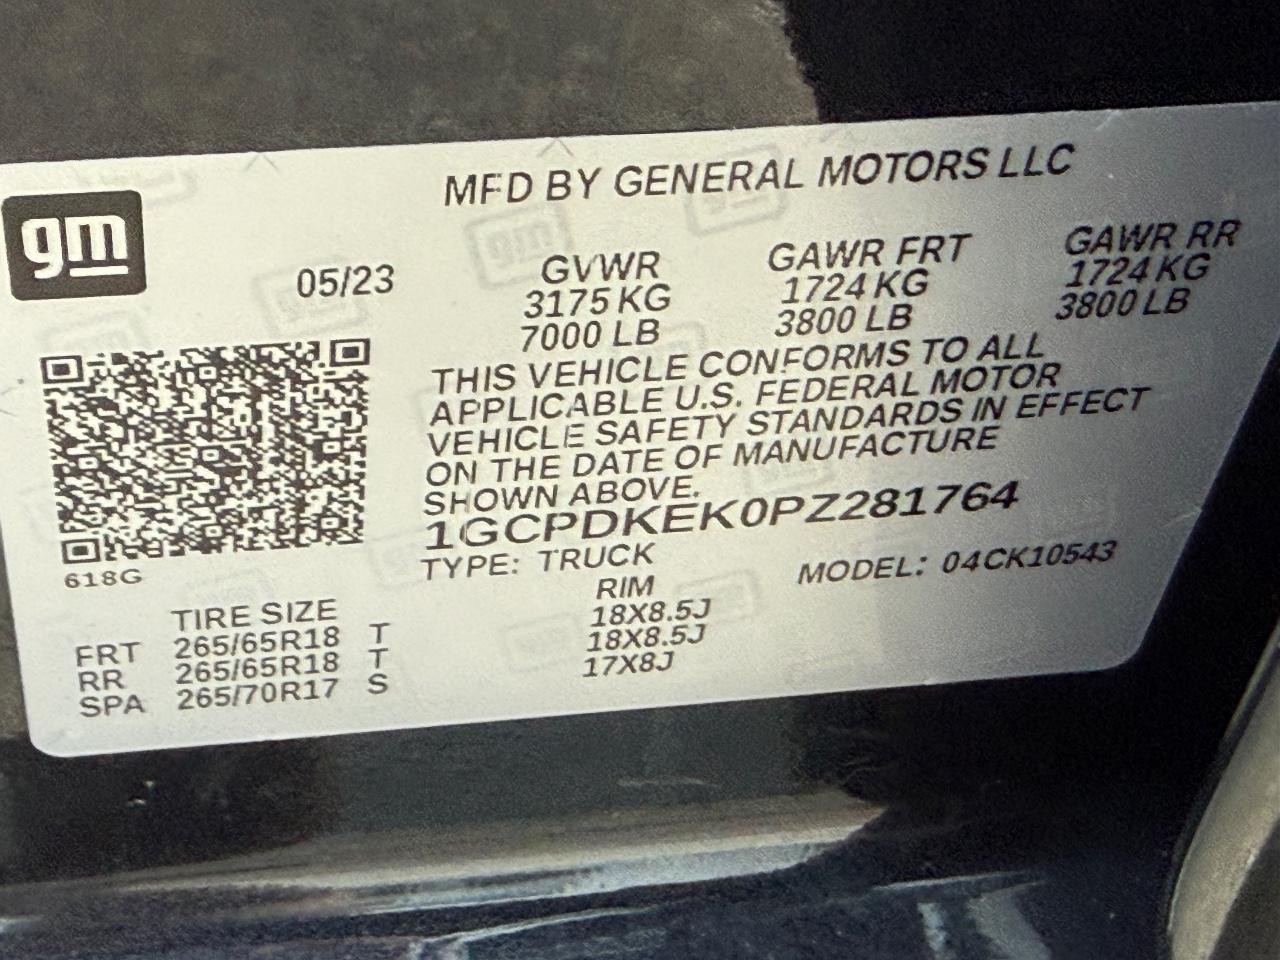 gm
MFD BY GENERAL MOTORS LLC
05/23
GVWR GAWR FRT GAWR RR
3175 KG 1724 KG 1724 KG
7000 LB 3800 LB 3800 LB
THIS VEHICLE CONFORMS TO ALL
APPLICABLE U.S. FEDERAL MOTOR
VEHICLE SAFETY STANDARDS IN EFFECT
ON THE DATE OF MANUFACTURE
SHOWN ABOVE.
1GCPDKEK0PZ281764
TYPE: TRUCK MODEL: 04CK10543
618G
TIRE SIZE RIM
FRT 265/65R18 T 18X8.5J
RR 265/65R18 T 18X8.5J
SPA 265/70R17 S 17X8J